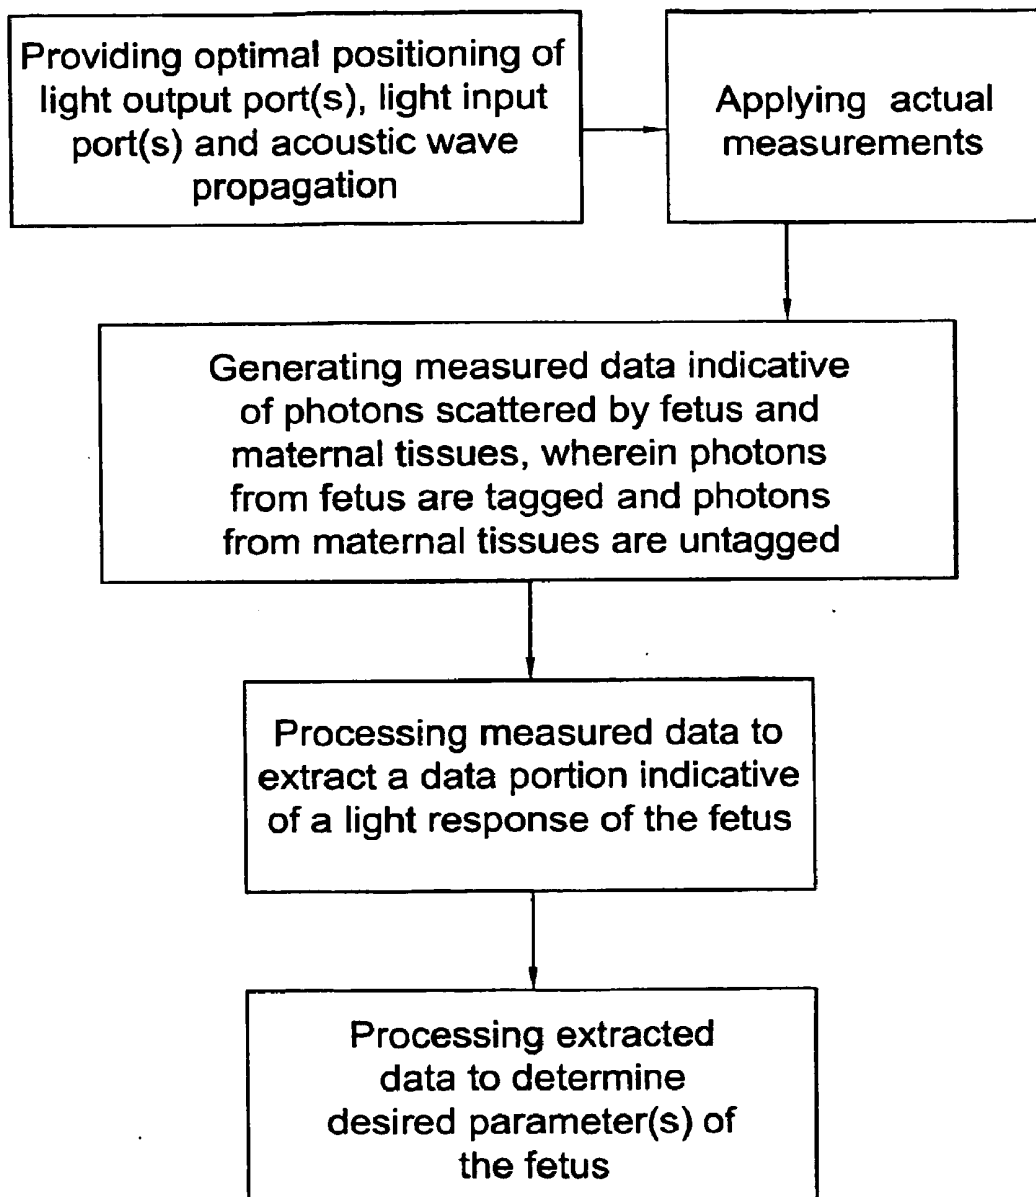 Providing optimal positioning of
light output port(s), light input
port(s) and acoustic wave
propagation
Applying actual
measurements
Generating measured data indicative
of photons scattered by fetus and
maternal tissues, wherein photons
from fetus are tagged and photons
from maternal tissues are untagged
Processing measured data to
extract a data portion indicative
of a light response of the fetus
Processing extracted
data to determine
desired parameter(s) of
the fetus